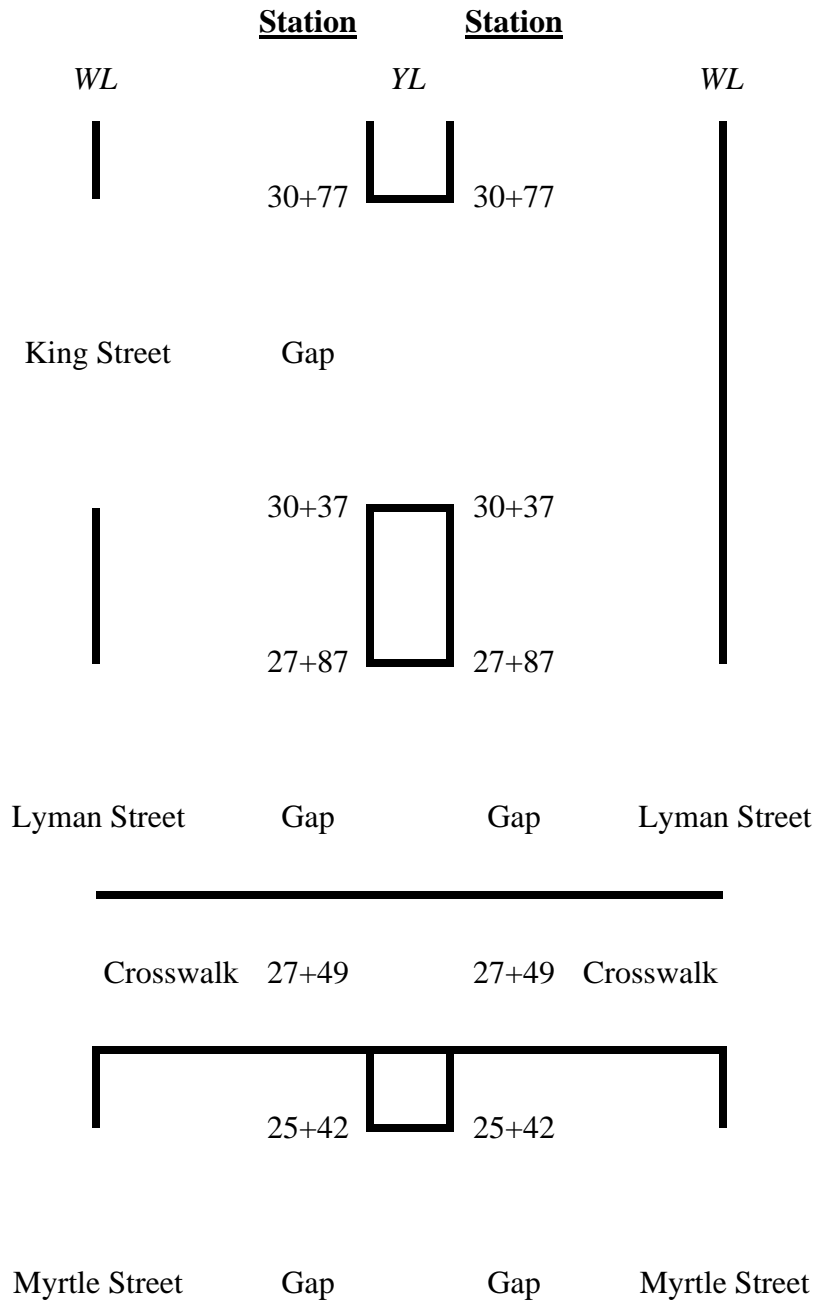 Station Station
WL YL WL
30+77 30+77
King Street Gap
30+37 30+37
27+87 27+87
Lyman Street Gap Gap Lyman Street
Crosswalk 27+49 27+49 Crosswalk
25+42 25+42
Myrtle Street Gap Gap Myrtle Street